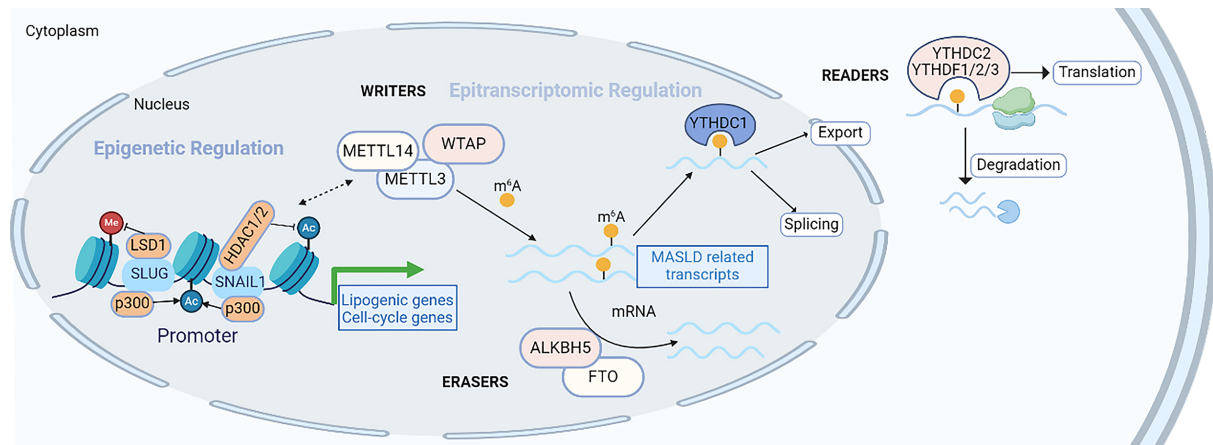 Cytoplasm
Nucleus
Epigenetic Regulation
Me
LSD1
SLUG
p300
HDAC1/2
Ac
SNAIL1
Ac
p300
Promoter
Lipogenic genes
Cell-cycle genes
WRITERS
Epitranscriptomic Regulation
METTL14
WTAP
METTL3
m⁶A
m⁶A
MASLD related
transcripts
YTHDC1
Export
Splicing
mRNA
ALKBH5
FTO
ERASERS
READERS
YTHDC2
YTHDF1/2/3
Translation
Degradation